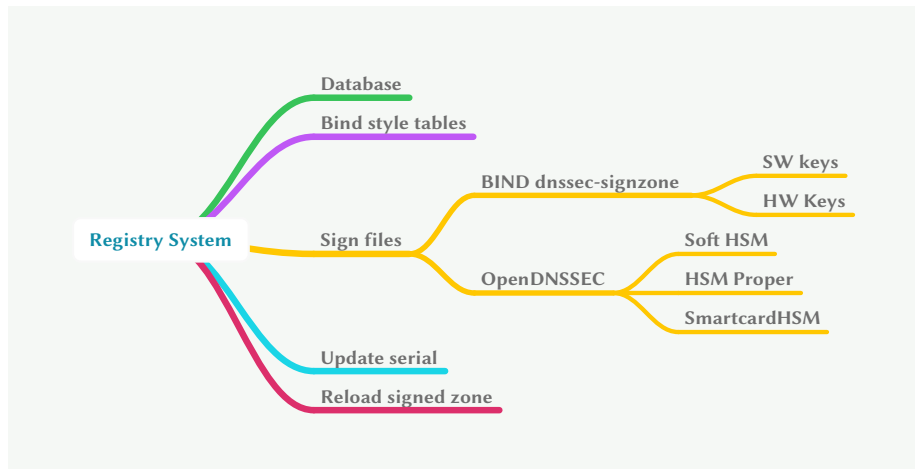 Database
Bind style tables
SW keys
BIND dnssec-signzone
HW Keys
Registry System
Sign files
Soft HSM
OpenDNSSEC
HSM Proper
SmartcardHSM
Update serial
Reload signed zone